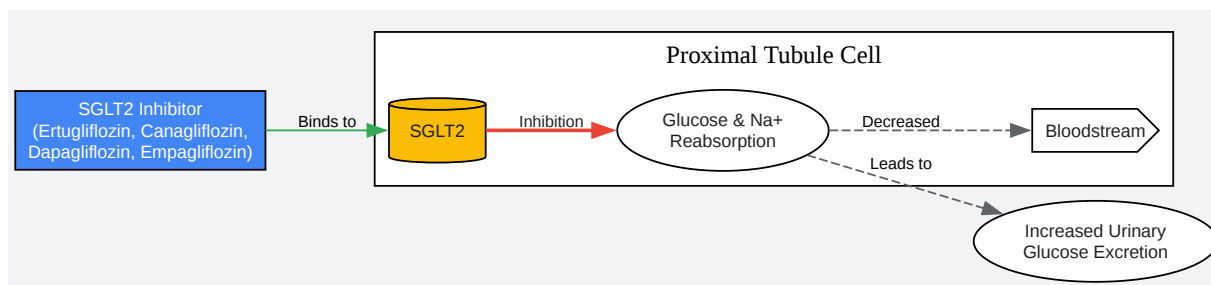 Proximal Tubule Cell
SGLT2 Inhibitor
(Ertugliflozin, Canagliflozin,
Dapagliflozin, Empagliflozin)
Binds to
SGLT2
Inhibition
Glucose & Na+
Reabsorption
Decreased
Bloodstream
Leads to
Increased Urinary
Glucose Excretion